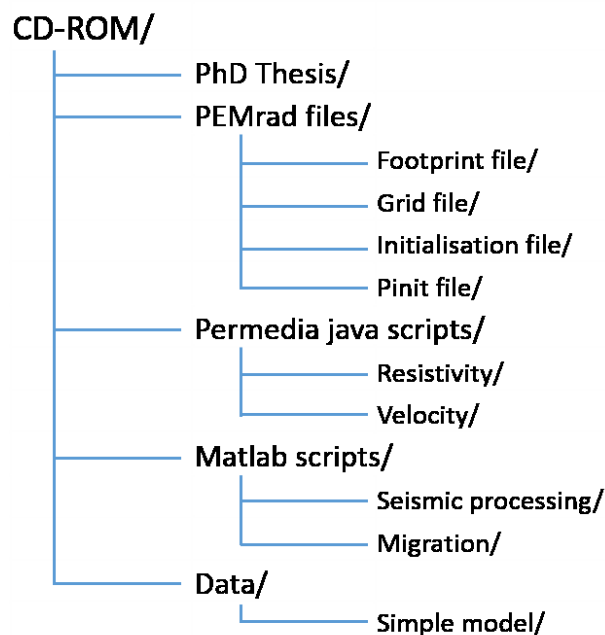 CD-ROM/
PhD Thesis/
PEMrad files/
Footprint file/
Grid file/
Initialisation file/
Pinit file/
Permedia java scripts/
Resistivity/
Velocity/
Matlab scripts/
Seismic processing/
Migration/
Data/
Simple model/